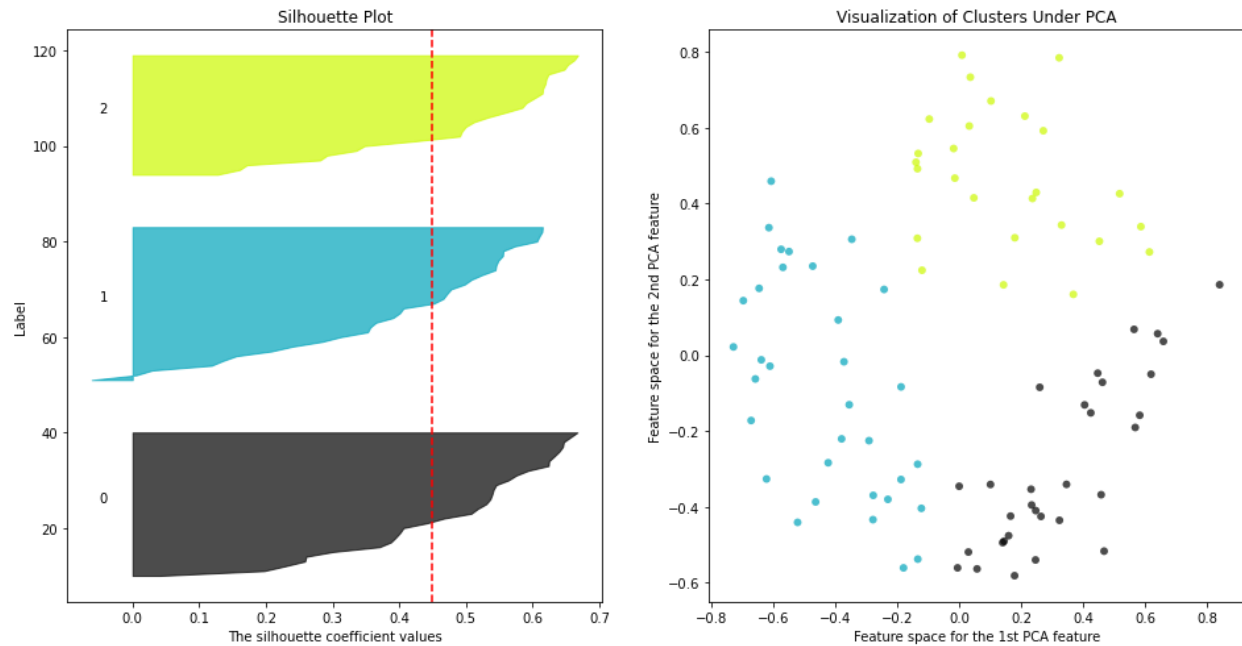 Silhouette Plot
120
100
80
60
40
20
Label
2
1
0
0.0 0.1 0.2 0.3 0.4 0.5 0.6 0.7
The silhouette coefficient values
Visualization of Clusters Under PCA
0.8
0.6
0.4
0.2
0.0
−0.2
−0.4
−0.6
Feature space for the 2nd PCA feature
−0.8 −0.6 −0.4 −0.2 0.0 0.2 0.4 0.6 0.8
Feature space for the 1st PCA feature